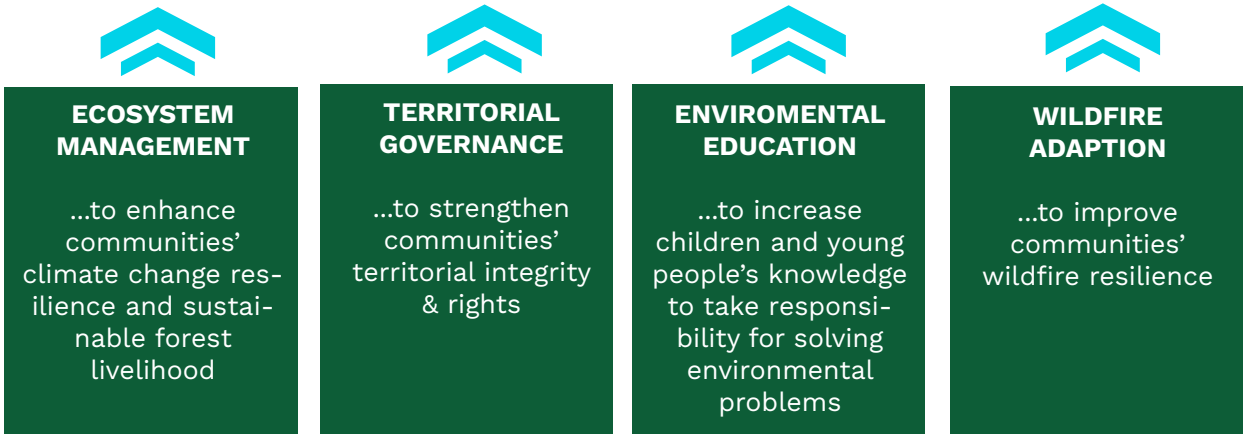 ECOSYSTEM
MANAGEMENT
...to enhance
communities’
climate change res-
ilience and sustai-
nable forest
livelihood
TERRITORIAL
GOVERNANCE
...to strengthen
communities’
territorial integrity
& rights
ENVIROMENTAL
EDUCATION
...to increase
children and young
people’s knowledge
to take responsi-
bility for solving
environmental
problems
WILDFIRE
ADAPTION
...to improve
communities’
wildfire resilience